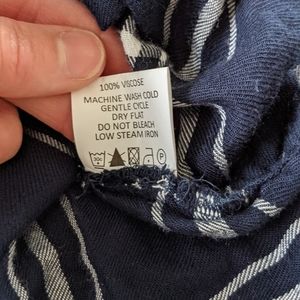 100% VISCOSE
MACHINE WASH COLD
GENTLE CYCLE
DRY FLAT
DO NOT BLEACH
LOW STEAM IRON